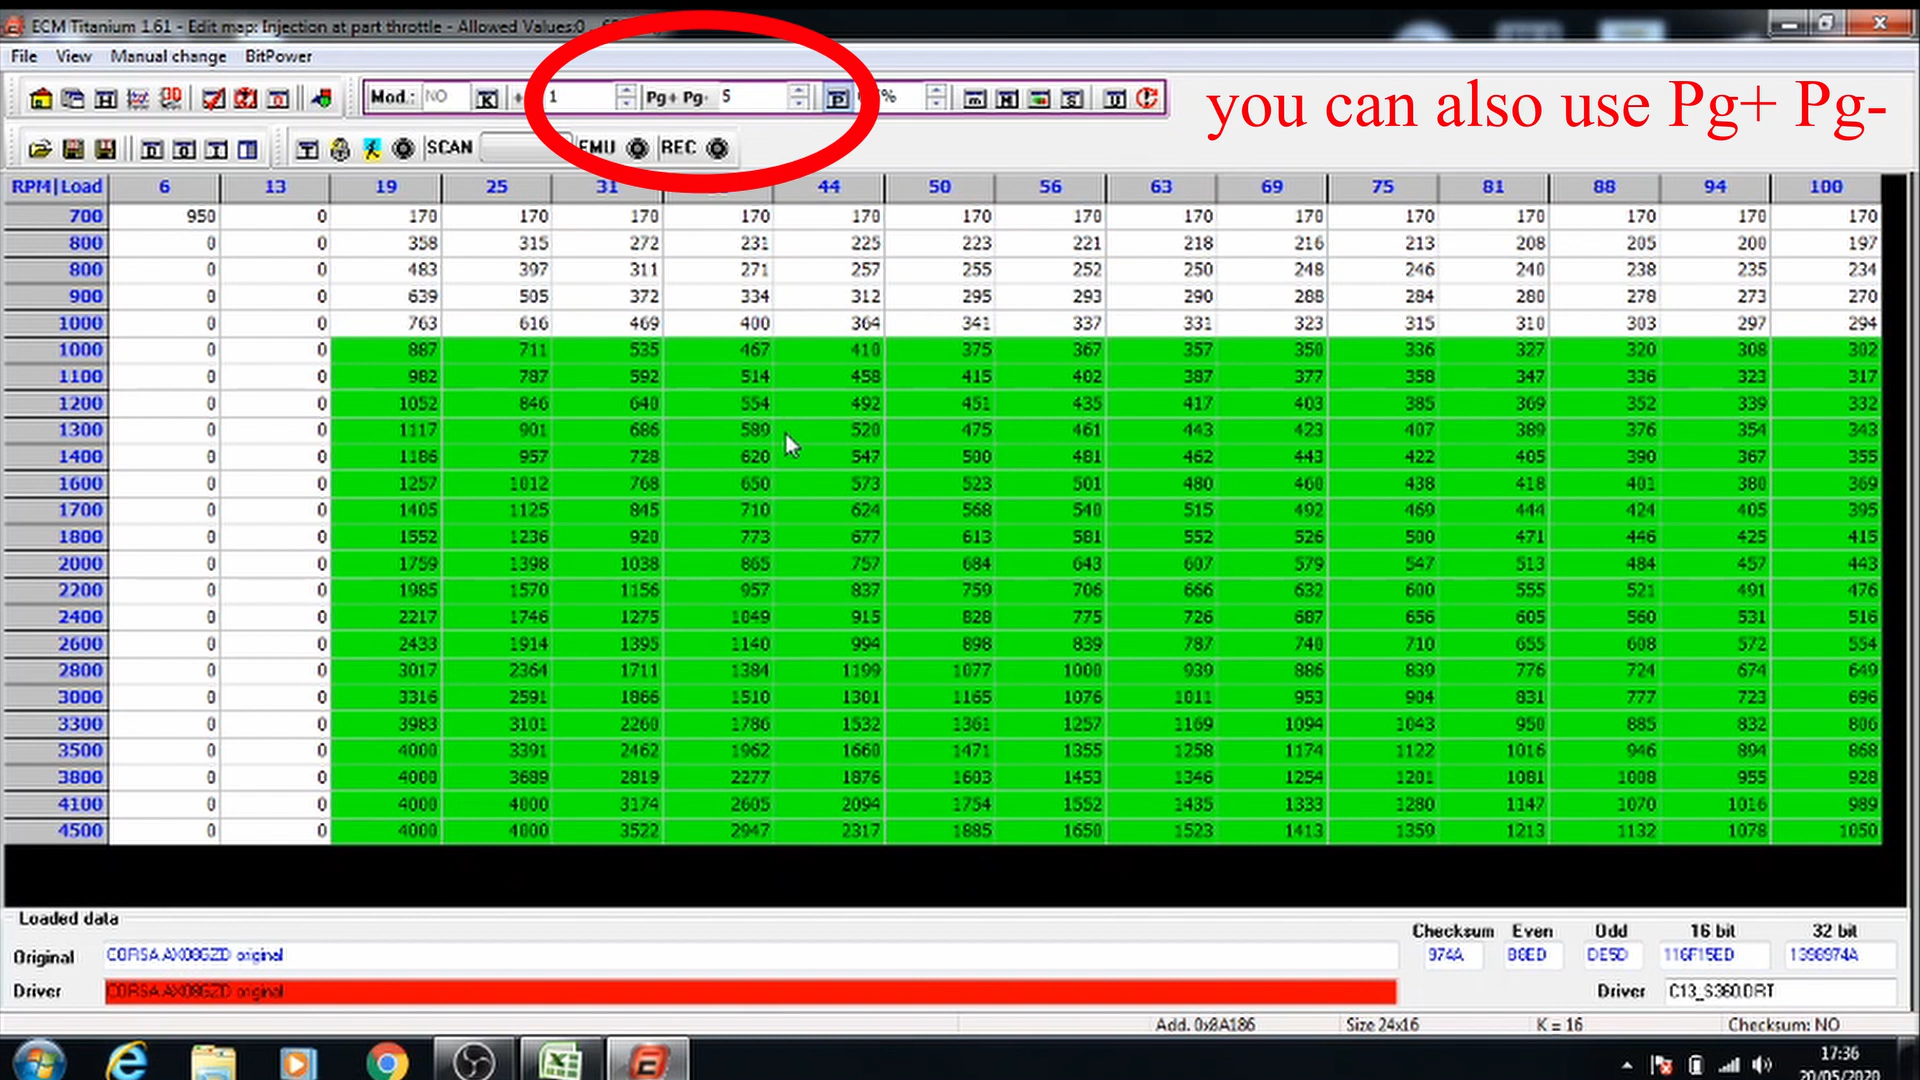 ECM Titanium 1.61 - Edit map: Injection at part throttle - Allowed Values:0
File View Manual change BitPower
Mod.: NO K + 1 Pg+ Pg- 5 P %
you can also use Pg+ Pg-
SCAN EMU REC
RPM|Load 6 13 19 25 31 44 50 56 63 69 75 81 88 94 100
700 950 0 170 170 170 170 170 170 170 170 170 170 170 170 170 170
800 0 0 358 315 272 231 225 223 221 218 216 213 208 205 200 197
800 0 0 483 397 311 271 257 255 252 250 248 246 240 238 235 234
900 0 0 639 505 372 334 312 295 293 290 288 284 280 278 273 270
1000 0 0 763 616 469 400 364 341 337 331 323 315 310 303 297 294
1000 0 0 887 711 535 467 410 375 367 357 350 336 327 320 308 302
1100 0 0 982 787 592 514 458 415 402 387 377 358 347 336 323 317
1200 0 0 1052 846 640 554 492 451 435 417 403 385 369 352 339 332
1300 0 0 1117 901 686 589 520 475 461 443 423 407 389 376 354 343
1400 0 0 1186 957 728 620 547 500 481 462 443 422 405 390 367 355
1600 0 0 1257 1012 768 650 573 523 501 480 460 438 418 401 380 369
1700 0 0 1405 1125 845 710 624 568 540 515 492 469 444 424 405 395
1800 0 0 1552 1236 920 773 677 613 581 552 526 500 471 446 425 415
2000 0 0 1759 1398 1038 865 757 684 643 607 579 547 513 484 457 443
2200 0 0 1985 1570 1156 957 837 759 706 666 632 600 555 521 491 476
2400 0 0 2217 1746 1275 1049 915 828 775 726 687 656 605 560 531 516
2600 0 0 2433 1914 1395 1140 994 898 839 787 740 710 655 608 572 554
2800 0 0 3017 2364 1711 1384 1199 1077 1000 939 886 839 776 724 674 649
3000 0 0 3316 2591 1866 1510 1301 1165 1076 1011 953 904 831 777 723 696
3300 0 0 3983 3101 2260 1786 1532 1361 1257 1169 1094 1043 950 885 832 806
3500 0 0 4000 3391 2462 1962 1660 1471 1355 1258 1174 1122 1016 946 894 868
3800 0 0 4000 3689 2819 2277 1876 1603 1453 1346 1254 1201 1081 1008 955 928
4100 0 0 4000 4000 3174 2605 2094 1754 1552 1435 1333 1280 1147 1070 1016 989
4500 0 0 4000 4000 3522 2947 2317 1885 1650 1523 1413 1359 1213 1132 1078 1050
Loaded data
Checksum Even Odd 16 bit 32 bit
Original CORSA AX08GZD original 974A B8ED DE5D 116F15ED 1398974A
Driver CORSA AX08GZD original Driver C13_S360.DRT
Add. 0x8A186 Size 24x16 K = 16 Checksum: NO
17:36
20/05/2020